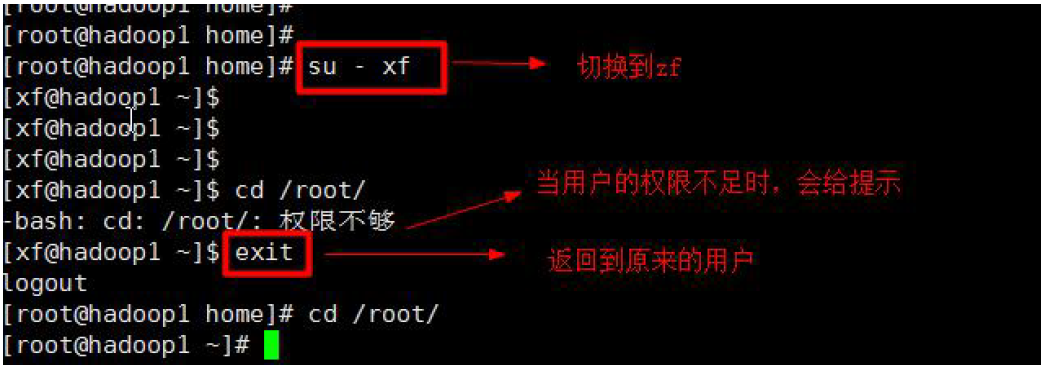 [root@hadoop1 home]#
[root@hadoop1 home]#
[root@hadoop1 home]# su - xf 切换到zf
[xf@hadoop1 ~]$
[xf@hadoop1 ~]$
[xf@hadoop1 ~]$
[xf@hadoop1 ~]$ cd /root/
当用户的权限不足时，会给提示
-bash: cd: /root/: 权限不够
[xf@hadoop1 ~]$ exit 返回到原来的用户
logout
[root@hadoop1 home]# cd /root/
[root@hadoop1 ~]#